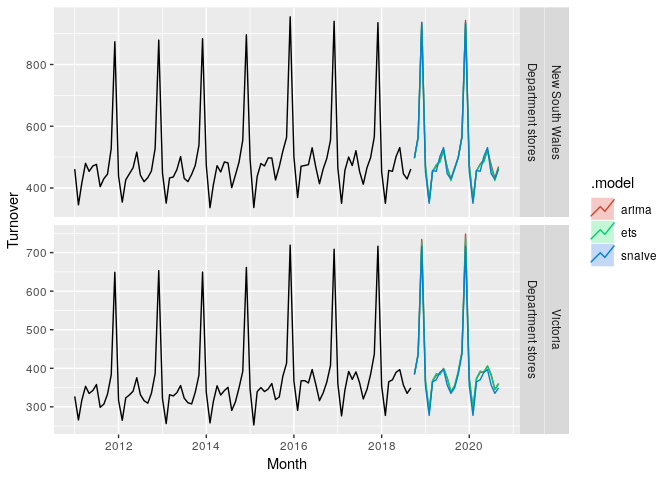 800
600
400
Department stores
New South Wales
700
600
500
400
300
Department stores
Victoria
2012
2014
2016
2018
2020
Month
Turnover
.model
arima
ets
snaive